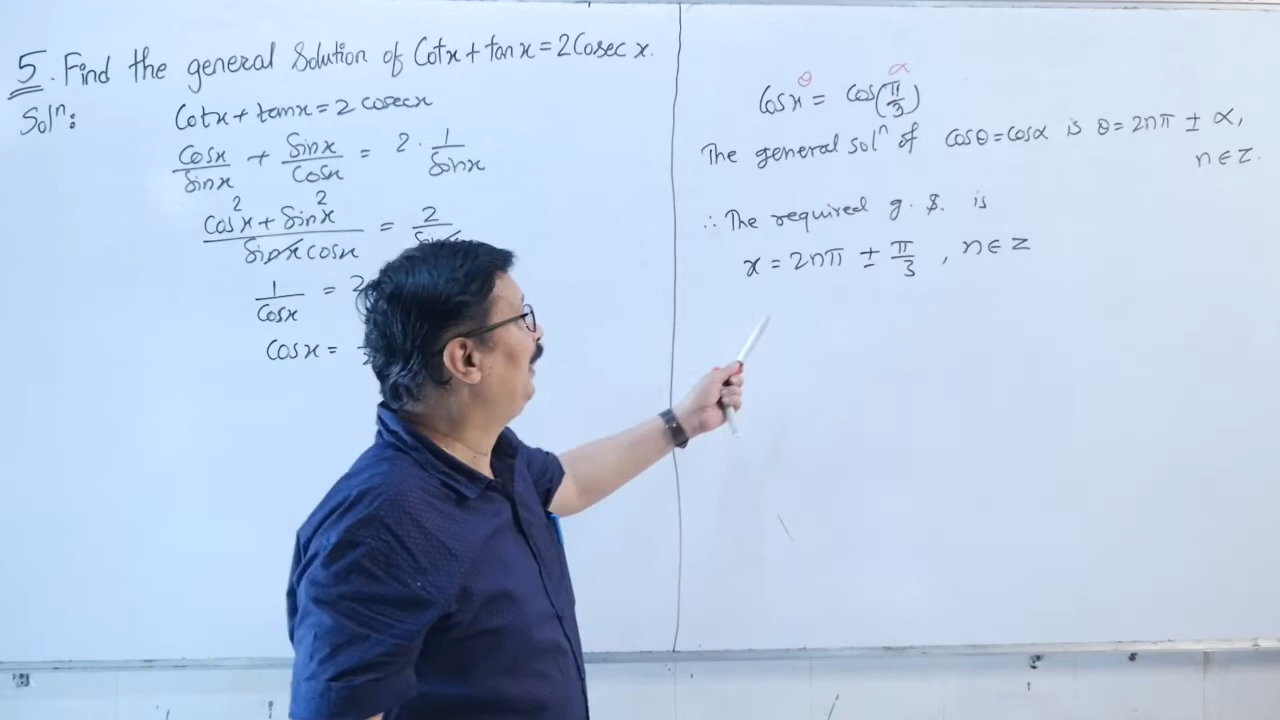 5. Find the general Solution of Cotx + tan x = 2 Cosec x.
Solⁿ: Cotx + tanx = 2 cosecx
Cosx/Sinx + Sinx/Cosx = 2 · 1/Sinx
Cos²x + Sin²x / Sinx cosx = 2/Sinx
1/Cosx = 2
Cosx =
θ α
Cosx = cos(π/3)
The general solⁿ of cosθ = cosα is θ = 2nπ ± α,
n ∈ Z.
∴ The required g. S. is
x = 2nπ ± π/3 , n ∈ Z